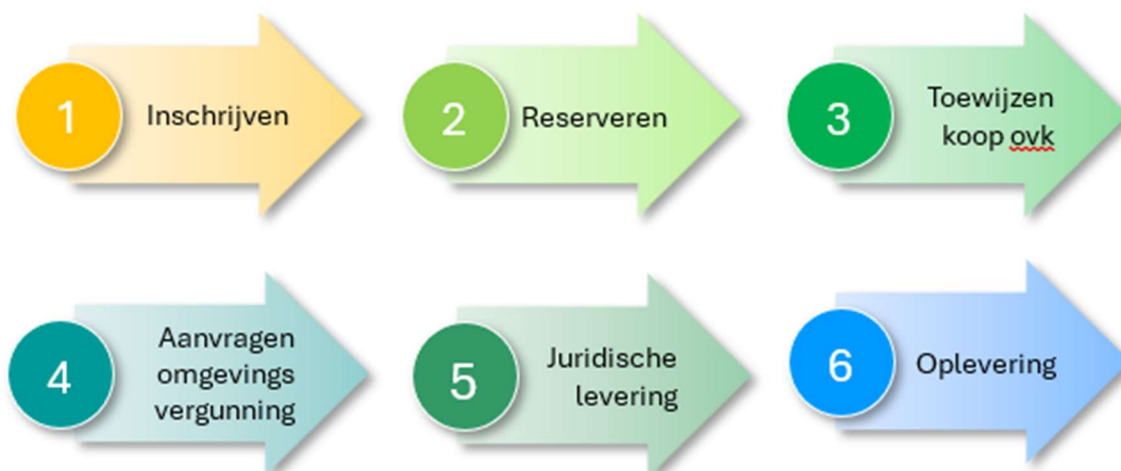 1
Inschrijven
2
Reserveren
3
Toewijzen
koop ovk
4
Aanvragen
omgevings
vergunning
5
Juridische
levering
6
Oplevering